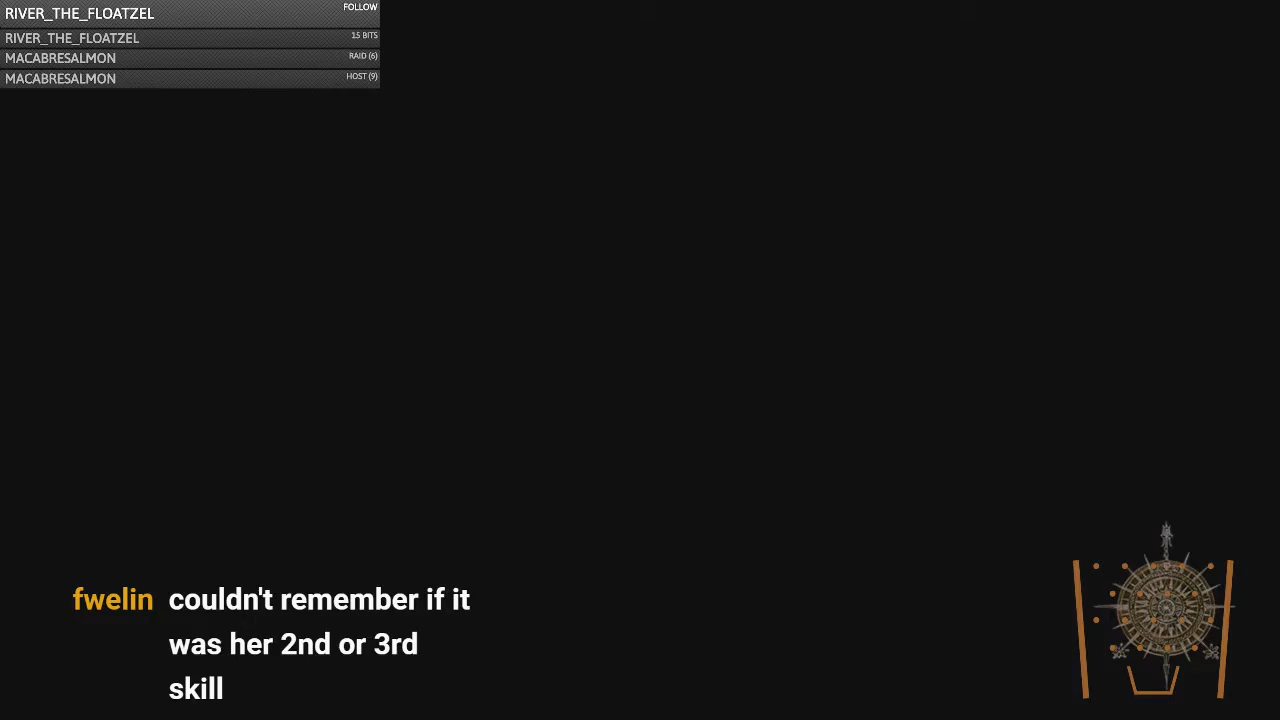 RIVER_THE_FLOATZEL FOLLOW
RIVER_THE_FLOATZEL 15 BITS
MACABRESALMON RAID (6)
MACABRESALMON HOST (9)
fwelin couldn't remember if it
was her 2nd or 3rd
skill